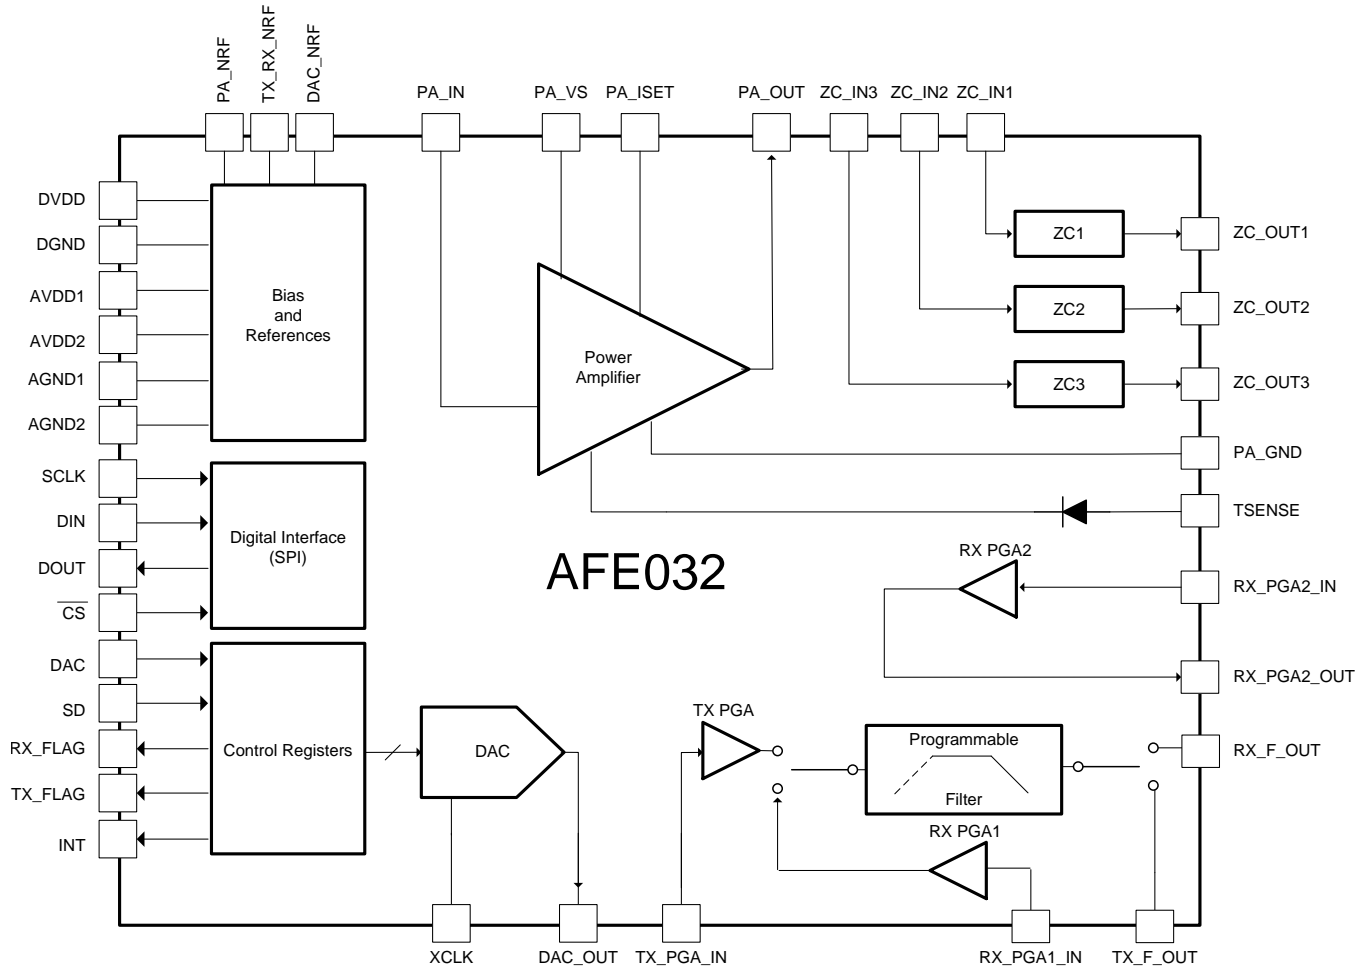 PA_NRF
TX_RX_NRF
DAC_NRF
PA_IN
PA_VS
PA_ISET
PA_OUT
ZC_IN3
ZC_IN2
ZC_IN1
DVDD
DGND
AVDD1
AVDD2
AGND1
AGND2
SCLK
DIN
DOUT
CS
DAC
SD
RX_FLAG
TX_FLAG
INT
Bias
and
References
Digital Interface
(SPI)
Control Registers
DAC
Power
Amplifier
AFE032
ZC1
ZC2
ZC3
ZC_OUT1
ZC_OUT2
ZC_OUT3
PA_GND
TSENSE
RX PGA2
RX_PGA2_IN
RX_PGA2_OUT
TX PGA
Programmable
Filter
RX PGA1
RX_F_OUT
XCLK
DAC_OUT
TX_PGA_IN
RX_PGA1_IN
TX_F_OUT